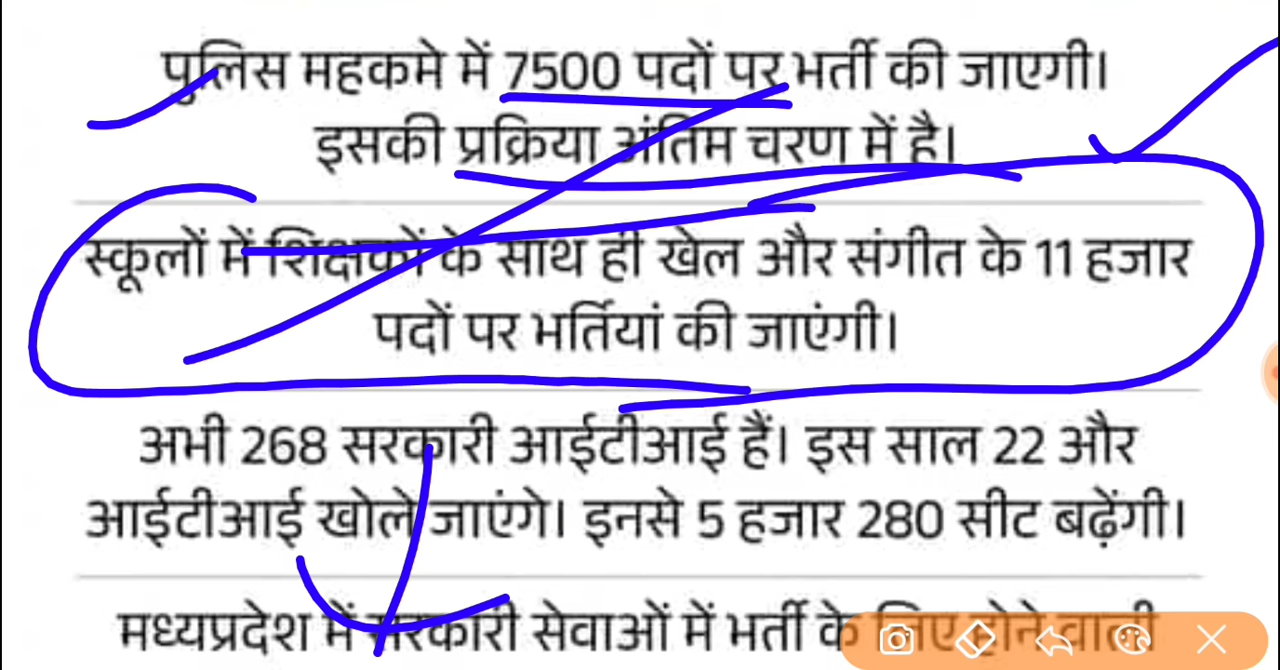 पुलिस महकमे में 7500 पदों पर भर्ती की जाएगी।
इसकी प्रक्रिया अंतिम चरण में है।
स्कूलों में शिक्षकों के साथ ही खेल और संगीत के 11 हजार
पदों पर भर्तियां की जाएंगी।
अभी 268 सरकारी आईटीआई हैं। इस साल 22 और
आईटीआई खोले जाएंगे। इनसे 5 हजार 280 सीट बढ़ेंगी।
मध्यप्रदेश में सरकारी सेवाओं में भर्ती के लिए होने वाली